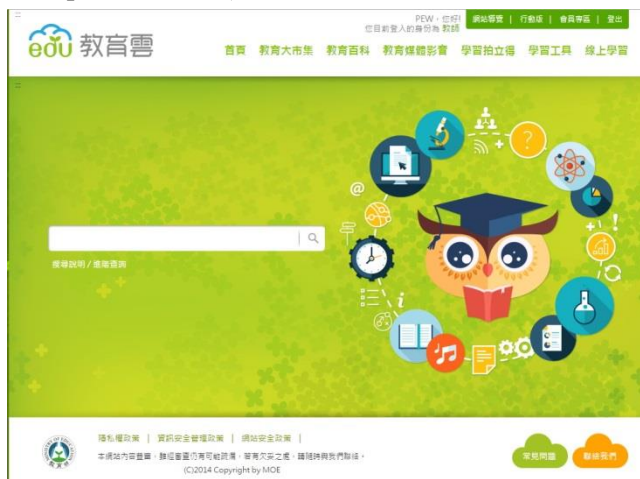 PEW,您好!
您目前登入的身份為 教師
網站導覽 | 行動版 | 會員專區 | 登出
edu 教育雲
首頁 教育大市集 教育百科 教育媒體影音 學習拍立得 學習工具 線上學習
搜尋說明 / 進階查詢
隱私權政策 | 資訊安全管理政策 | 網站安全政策 |
本網站內容豐富,雖經審查仍有可能疏漏,若有欠妥之處,請隨時與我們聯絡。
(C)2014 Copyright by MOE
常見問題
聯絡我們